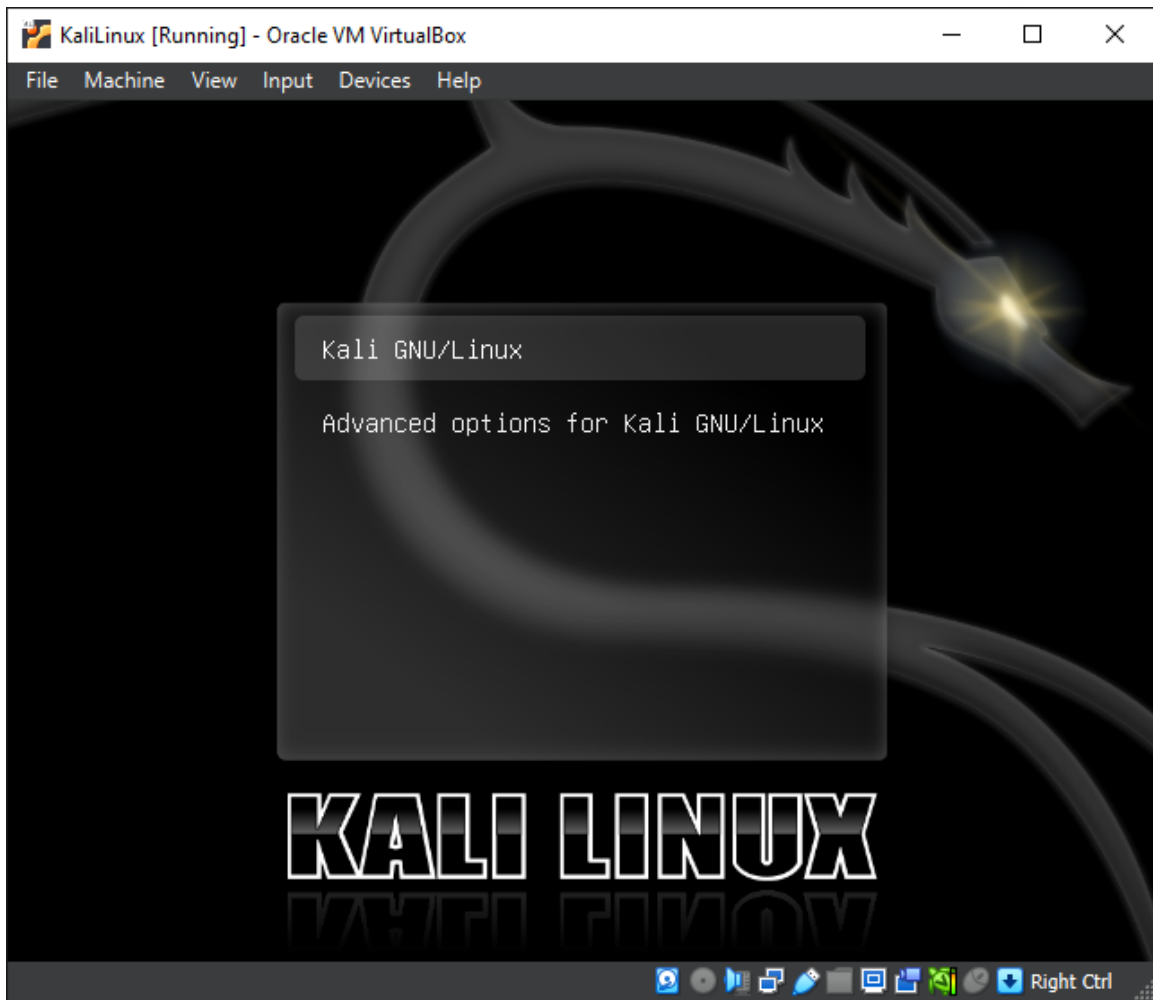 KaliLinux [Running] - Oracle VM VirtualBox
File Machine View Input Devices Help
Kali GNU/Linux
Advanced options for Kali GNU/Linux
KALI LINUX
Right Ctrl